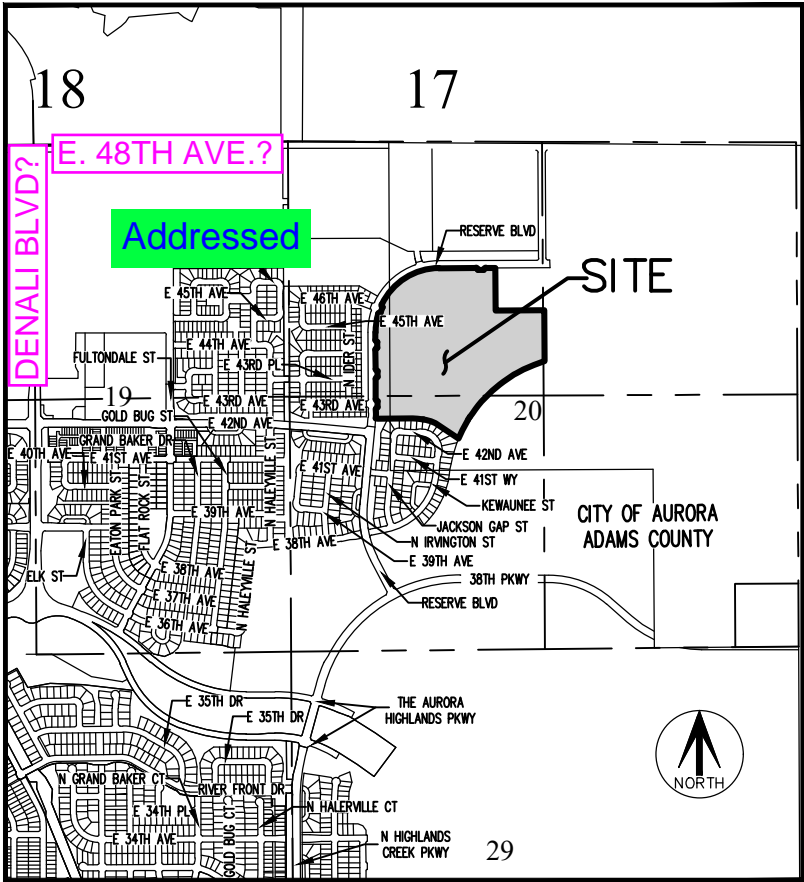 18
17
E. 48TH AVE.?
DENALI BLVD?
Addressed
RESERVE BLVD
SITE
E 45TH AVE
E 46TH AVE
E 45TH AVE
E 44TH AVE
N IDER ST
FULTONDALE ST
E 43RD PL
19
E 43RD AVE
E 43RD AVE
20
GOLD BUG ST
E 42ND AVE
GRAND BAKER DR
N HALEYVILLE ST
E 42ND AVE
E 40TH AVE
E 41ST AVE
E 41ST AVE
E 41ST WY
EATON PARK ST
FLAT ROCK ST
KEWAUNEE ST
E 39TH AVE
JACKSON GAP ST
CITY OF AURORA
ADAMS COUNTY
N IRVINGTON ST
E 38TH AVE
E 39TH AVE
ELK ST
E 38TH AVE
N HALEYVILLE ST
38TH PKWY
E 37TH AVE
RESERVE BLVD
E 36TH AVE
E 35TH DR
THE AURORA
HIGHLANDS PKWY
E 35TH DR
NORTH
N GRAND BAKER CT
RIVER FRONT DR
E 34TH PL
GOLD BUG CT
N HALERVILLE CT
E 34TH AVE
N HIGHLANDS
CREEK PKWY
29